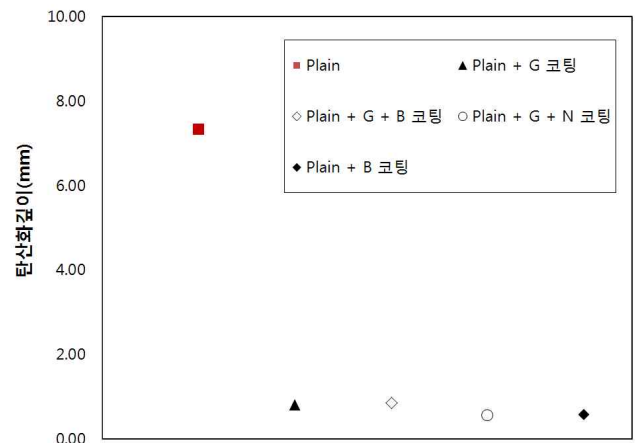 10.00
8.00
6.00
4.00
2.00
0.00
탄산화깊이(mm)
Plain
Plain + G 코팅
Plain + G + B 코팅
Plain + G + N 코팅
Plain + B 코팅